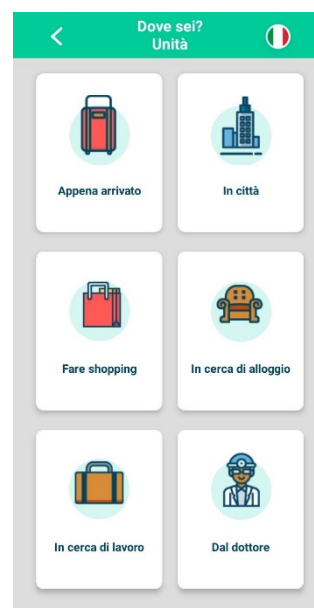 Dove sei?
Unità
Appena arrivato
In città
Fare shopping
In cerca di alloggio
In cerca di lavoro
Dal dottore